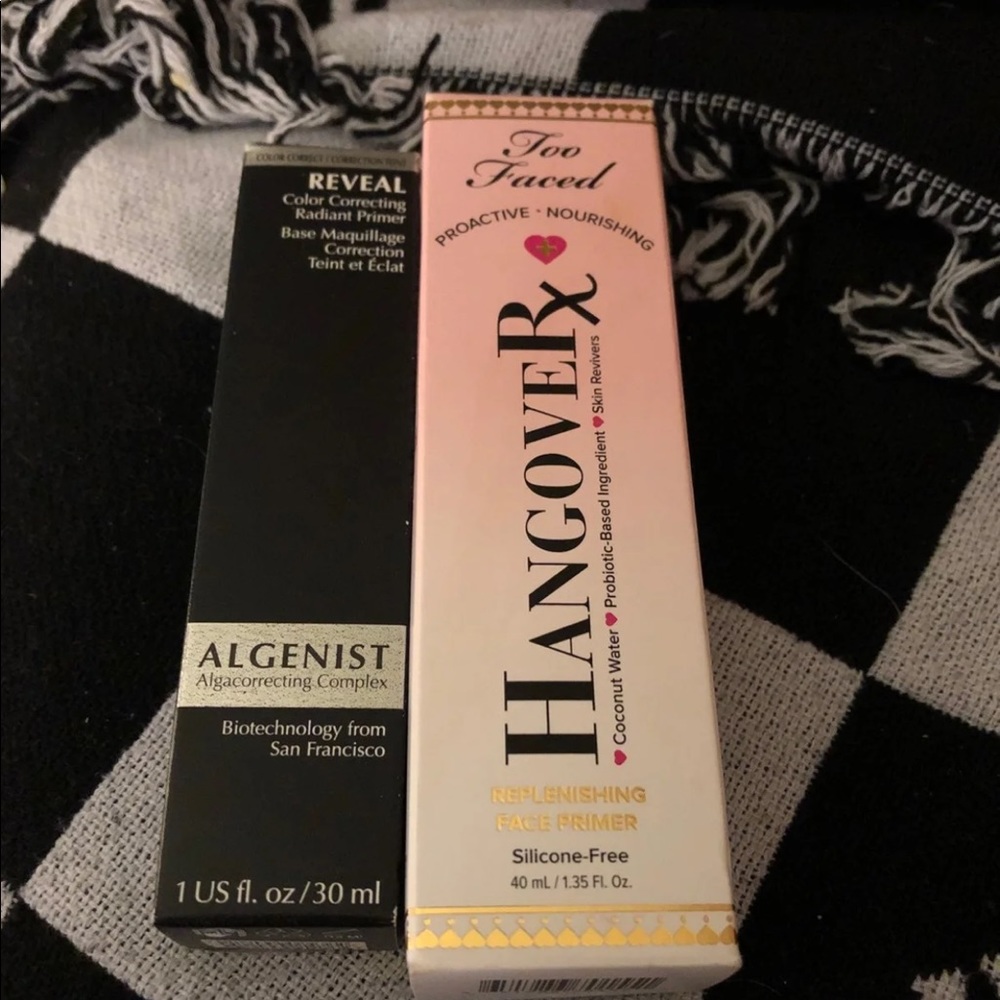 COLOR CORRECT / CORRECTION TEINT
REVEAL
Color Correcting
Radiant Primer
Base Maquillage
Correction
Teint et Éclat
ALGENIST
Algacorrecting Complex
Biotechnology from
San Francisco
1 US fl. oz/30 ml
Too
Faced
PROACTIVE · NOURISHING
HANGOVERx
Coconut Water ♥ Probiotic-Based Ingredient ♥ Skin Revivers
REPLENISHING
FACE PRIMER
Silicone-Free
40 mL / 1.35 Fl. Oz.